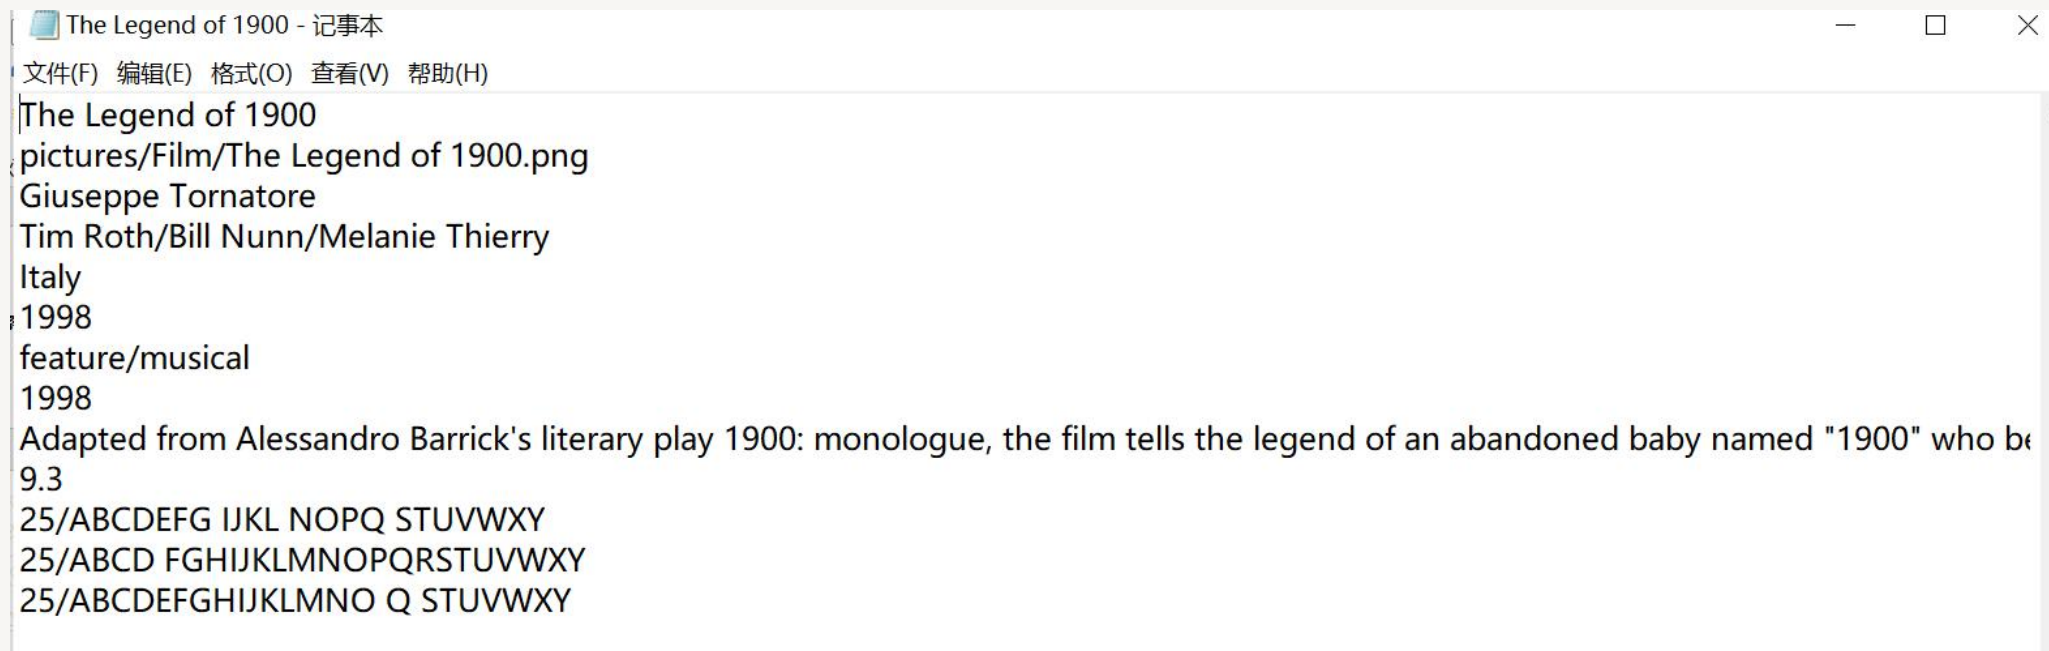 The Legend of 1900 - 记事本
文件(F) 编辑(E) 格式(O) 查看(V) 帮助(H)
The Legend of 1900
pictures/Film/The Legend of 1900.png
Giuseppe Tornatore
Tim Roth/Bill Nunn/Melanie Thierry
Italy
1998
feature/musical
1998
Adapted from Alessandro Barrick's literary play 1900: monologue, the film tells the legend of an abandoned baby named "1900" who
9.3
25/ABCDEFG IJKL NOPQ STUVWXY
25/ABCD FGHIJKLMNOPQRSTUVWXY
25/ABCDEFGHIJKLMNO Q STUVWXY